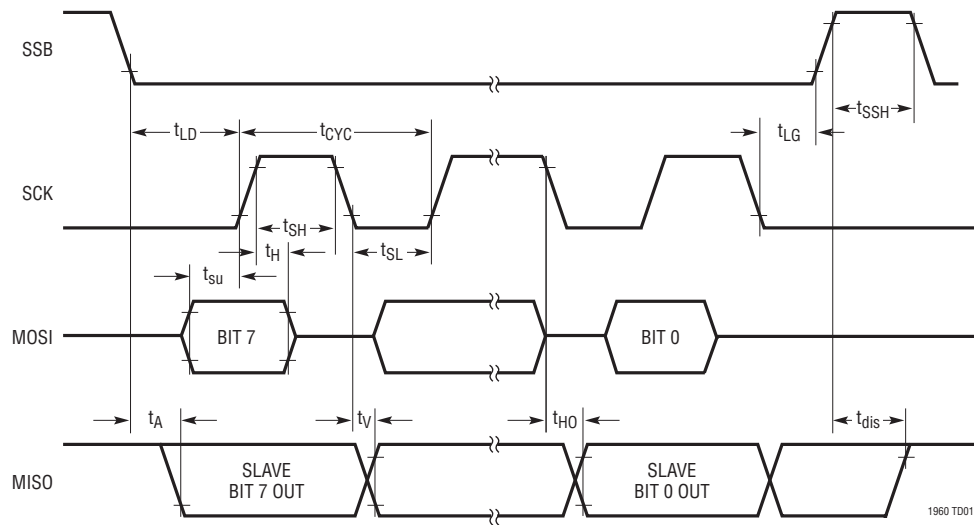 SSB
tSSH
tLD
tCYC
tLG
SCK
tSH
tH
tSL
tsu
MOSI
BIT 7
BIT 0
tA
tV
tHO
tdis
MISO
SLAVE
BIT 7 OUT
SLAVE
BIT 0 OUT
1960 TD01